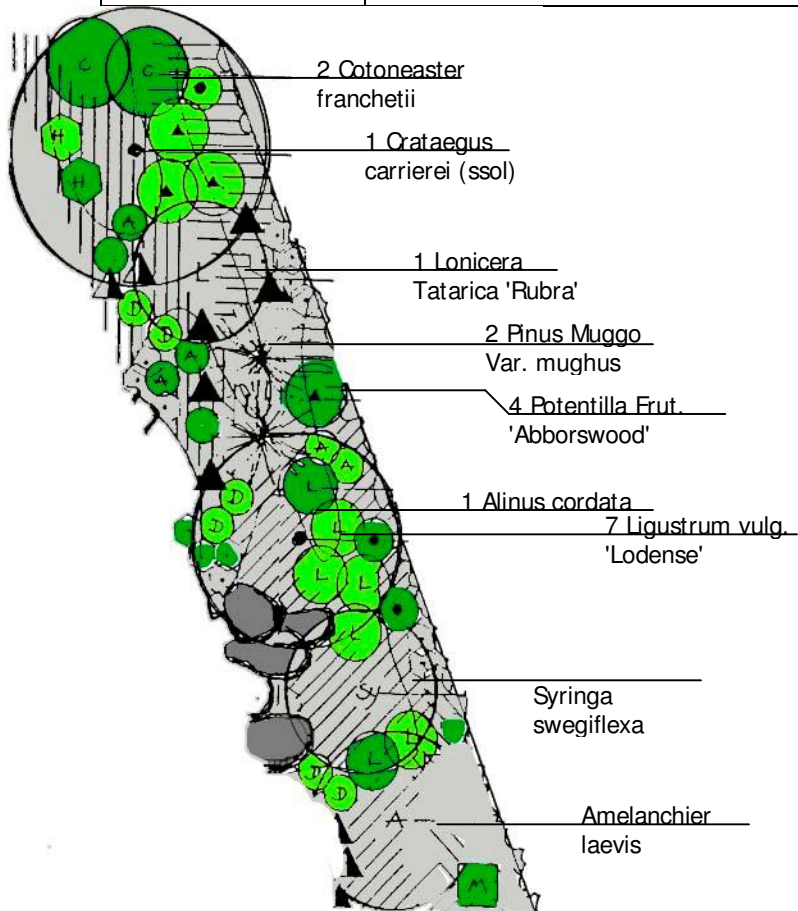 2 Cotoneaster
franchetii
1 Crataegus
carrierei (ssol)
1 Lonicera
Tatarica 'Rubra'
2 Pinus Muggo
Var. mughus
4 Potentilla Frut.
'Abborswood'
1 Alinus cordata
7 Ligustrum vulg.
'Lodense'
Syringa
swegiflexa
Amelanchier
laevis
C
C
H
H
A
L
D
D
A
A
A
A
L
D
D
L
L
L
L
Sy
L
L
D
D
A
M